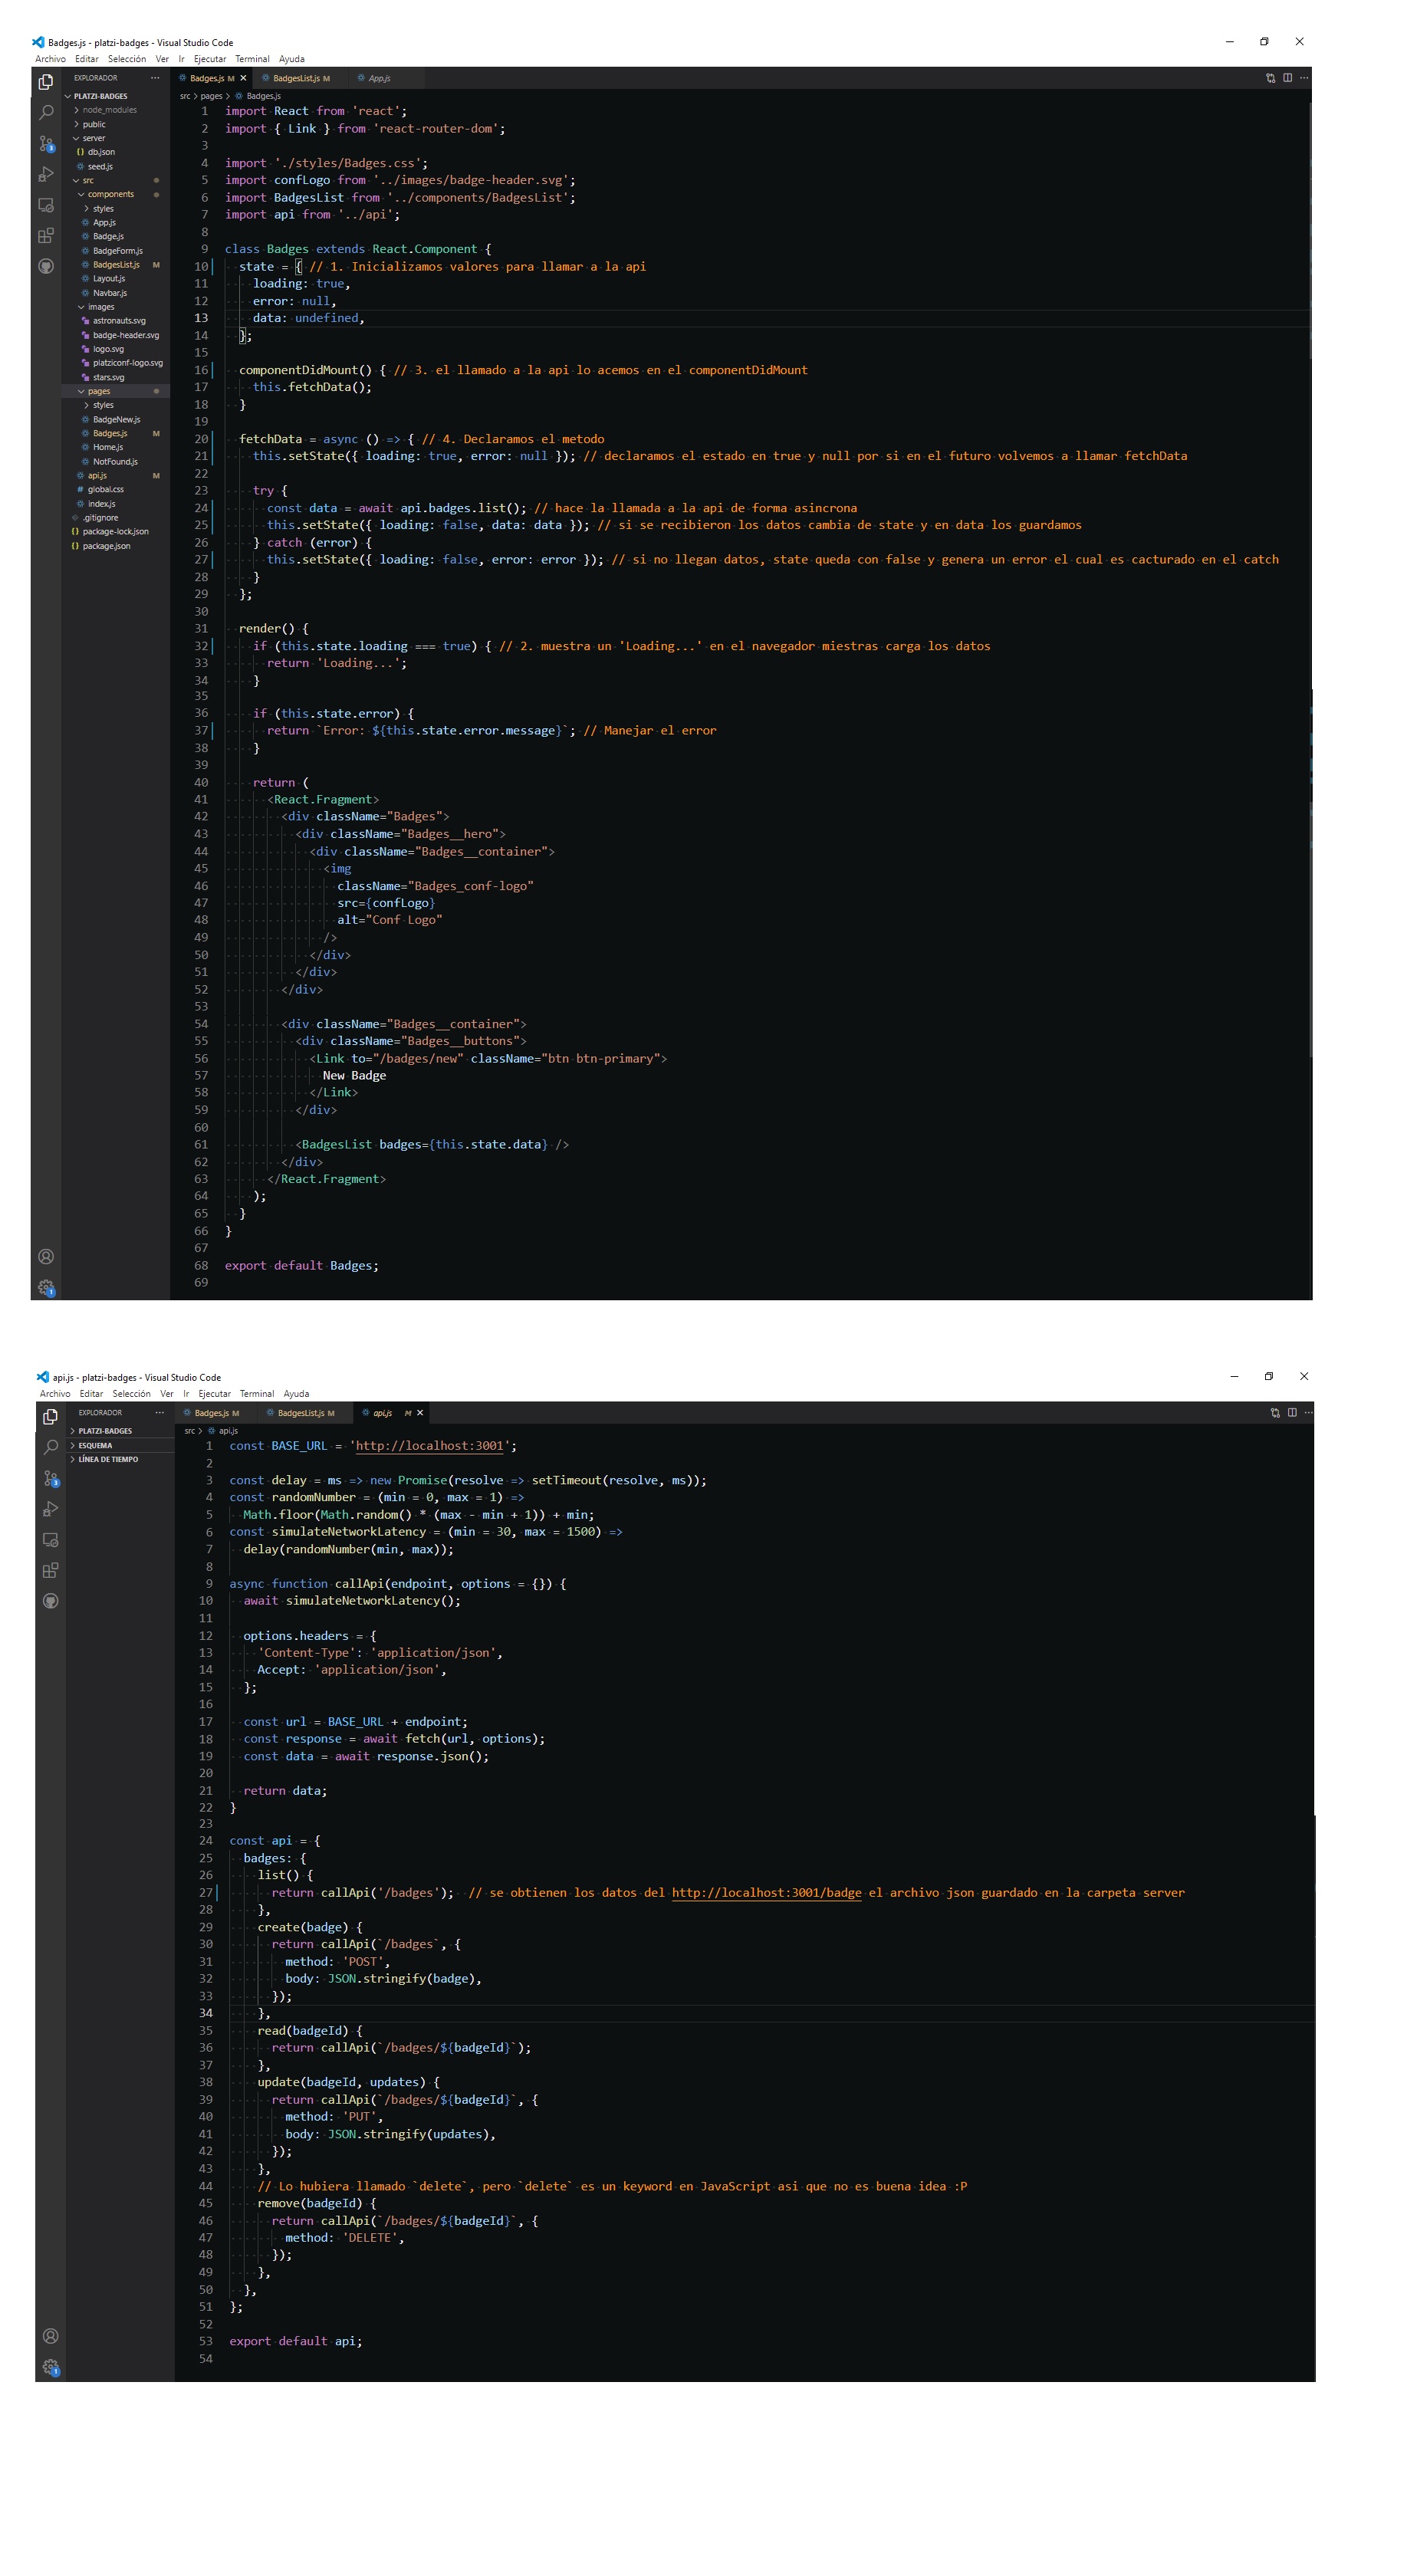 Badges.js - platzi-badges - Visual Studio Code
Archivo Editar Selección Ver Ir Ejecutar Terminal Ayuda
EXPLORADOR
PLATZI-BADGES
node_modules
public
server
db.json
seed.js
src
components
styles
App.js
Badge.js
BadgeForm.js
BadgesList.js M
Layout.js
Navbar.js
images
astronauts.svg
badge-header.svg
logo.svg
platziconf-logo.svg
stars.svg
pages
styles
BadgeNew.js
Badges.js M
Home.js
NotFound.js
api.js M
global.css
index.js
.gitignore
package-lock.json
package.json
Badges.js M BadgesList.js M App.js
src > pages > Badges.js
1 import React from 'react';
2 import { Link } from 'react-router-dom';
3
4 import './styles/Badges.css';
5 import confLogo from '../images/badge-header.svg';
6 import BadgesList from '../components/BadgesList';
7 import api from '../api';
8
9 class Badges extends React.Component {
10 state = { // 1. Inicializamos valores para llamar a la api
11 loading: true,
12 error: null,
13 data: undefined,
14 };
15
16 componentDidMount() { // 3. el llamado a la api lo acemos en el componentDidMount
17 this.fetchData();
18 }
19
20 fetchData = async () => { // 4. Declaramos el metodo
21 this.setState({ loading: true, error: null }); // declaramos el estado en true y null por si en el futuro volvemos a llamar fetchData
22
23 try {
24 const data = await api.badges.list(); // hace la llamada a la api de forma asincrona
25 this.setState({ loading: false, data: data }); // si se recibieron los datos cambia de state y en data los guardamos
26 } catch (error) {
27 this.setState({ loading: false, error: error }); // si no llegan datos, state queda con false y genera un error el cual es cacturado en el catch
28 }
29 };
30
31 render() {
32 if (this.state.loading === true) { // 2. muestra un 'Loading...' en el navegador miestras carga los datos
33 return 'Loading...';
34 }
35
36 if (this.state.error) {
37 return `Error: ${this.state.error.message}`; // Manejar el error
38 }
39
40 return (
41 <React.Fragment>
42 <div className="Badges">
43 <div className="Badges__hero">
44 <div className="Badges__container">
45 <img
46 className="Badges_conf-logo"
47 src={confLogo}
48 alt="Conf Logo"
49 />
50 </div>
51 </div>
52 </div>
53
54 <div className="Badges__container">
55 <div className="Badges__buttons">
56 <Link to="/badges/new" className="btn btn-primary">
57 New Badge
58 </Link>
59 </div>
60
61 <BadgesList badges={this.state.data} />
62 </div>
63 </React.Fragment>
64 );
65 }
66 }
67
68 export default Badges;
69
api.js - platzi-badges - Visual Studio Code
Archivo Editar Selección Ver Ir Ejecutar Terminal Ayuda
EXPLORADOR
PLATZI-BADGES
ESQUEMA
LÍNEA DE TIEMPO
Badges.js M BadgesList.js M api.js M
src > api.js
1 const BASE_URL = 'http://localhost:3001';
2
3 const delay = ms => new Promise(resolve => setTimeout(resolve, ms));
4 const randomNumber = (min = 0, max = 1) =>
5 Math.floor(Math.random() * (max - min + 1)) + min;
6 const simulateNetworkLatency = (min = 30, max = 1500) =>
7 delay(randomNumber(min, max));
8
9 async function callApi(endpoint, options = {}) {
10 await simulateNetworkLatency();
11
12 options.headers = {
13 'Content-Type': 'application/json',
14 Accept: 'application/json',
15 };
16
17 const url = BASE_URL + endpoint;
18 const response = await fetch(url, options);
19 const data = await response.json();
20
21 return data;
22 }
23
24 const api = {
25 badges: {
26 list() {
27 return callApi('/badges'); // se obtienen los datos del http://localhost:3001/badge el archivo json guardado en la carpeta server
28 },
29 create(badge) {
30 return callApi(`/badges`, {
31 method: 'POST',
32 body: JSON.stringify(badge),
33 });
34 },
35 read(badgeId) {
36 return callApi(`/badges/${badgeId}`);
37 },
38 update(badgeId, updates) {
39 return callApi(`/badges/${badgeId}`, {
40 method: 'PUT',
41 body: JSON.stringify(updates),
42 });
43 },
44 // Lo hubiera llamado `delete`, pero `delete` es un keyword en JavaScript asi que no es buena idea :P
45 remove(badgeId) {
46 return callApi(`/badges/${badgeId}`, {
47 method: 'DELETE',
48 });
49 },
50 },
51 };
52
53 export default api;
54